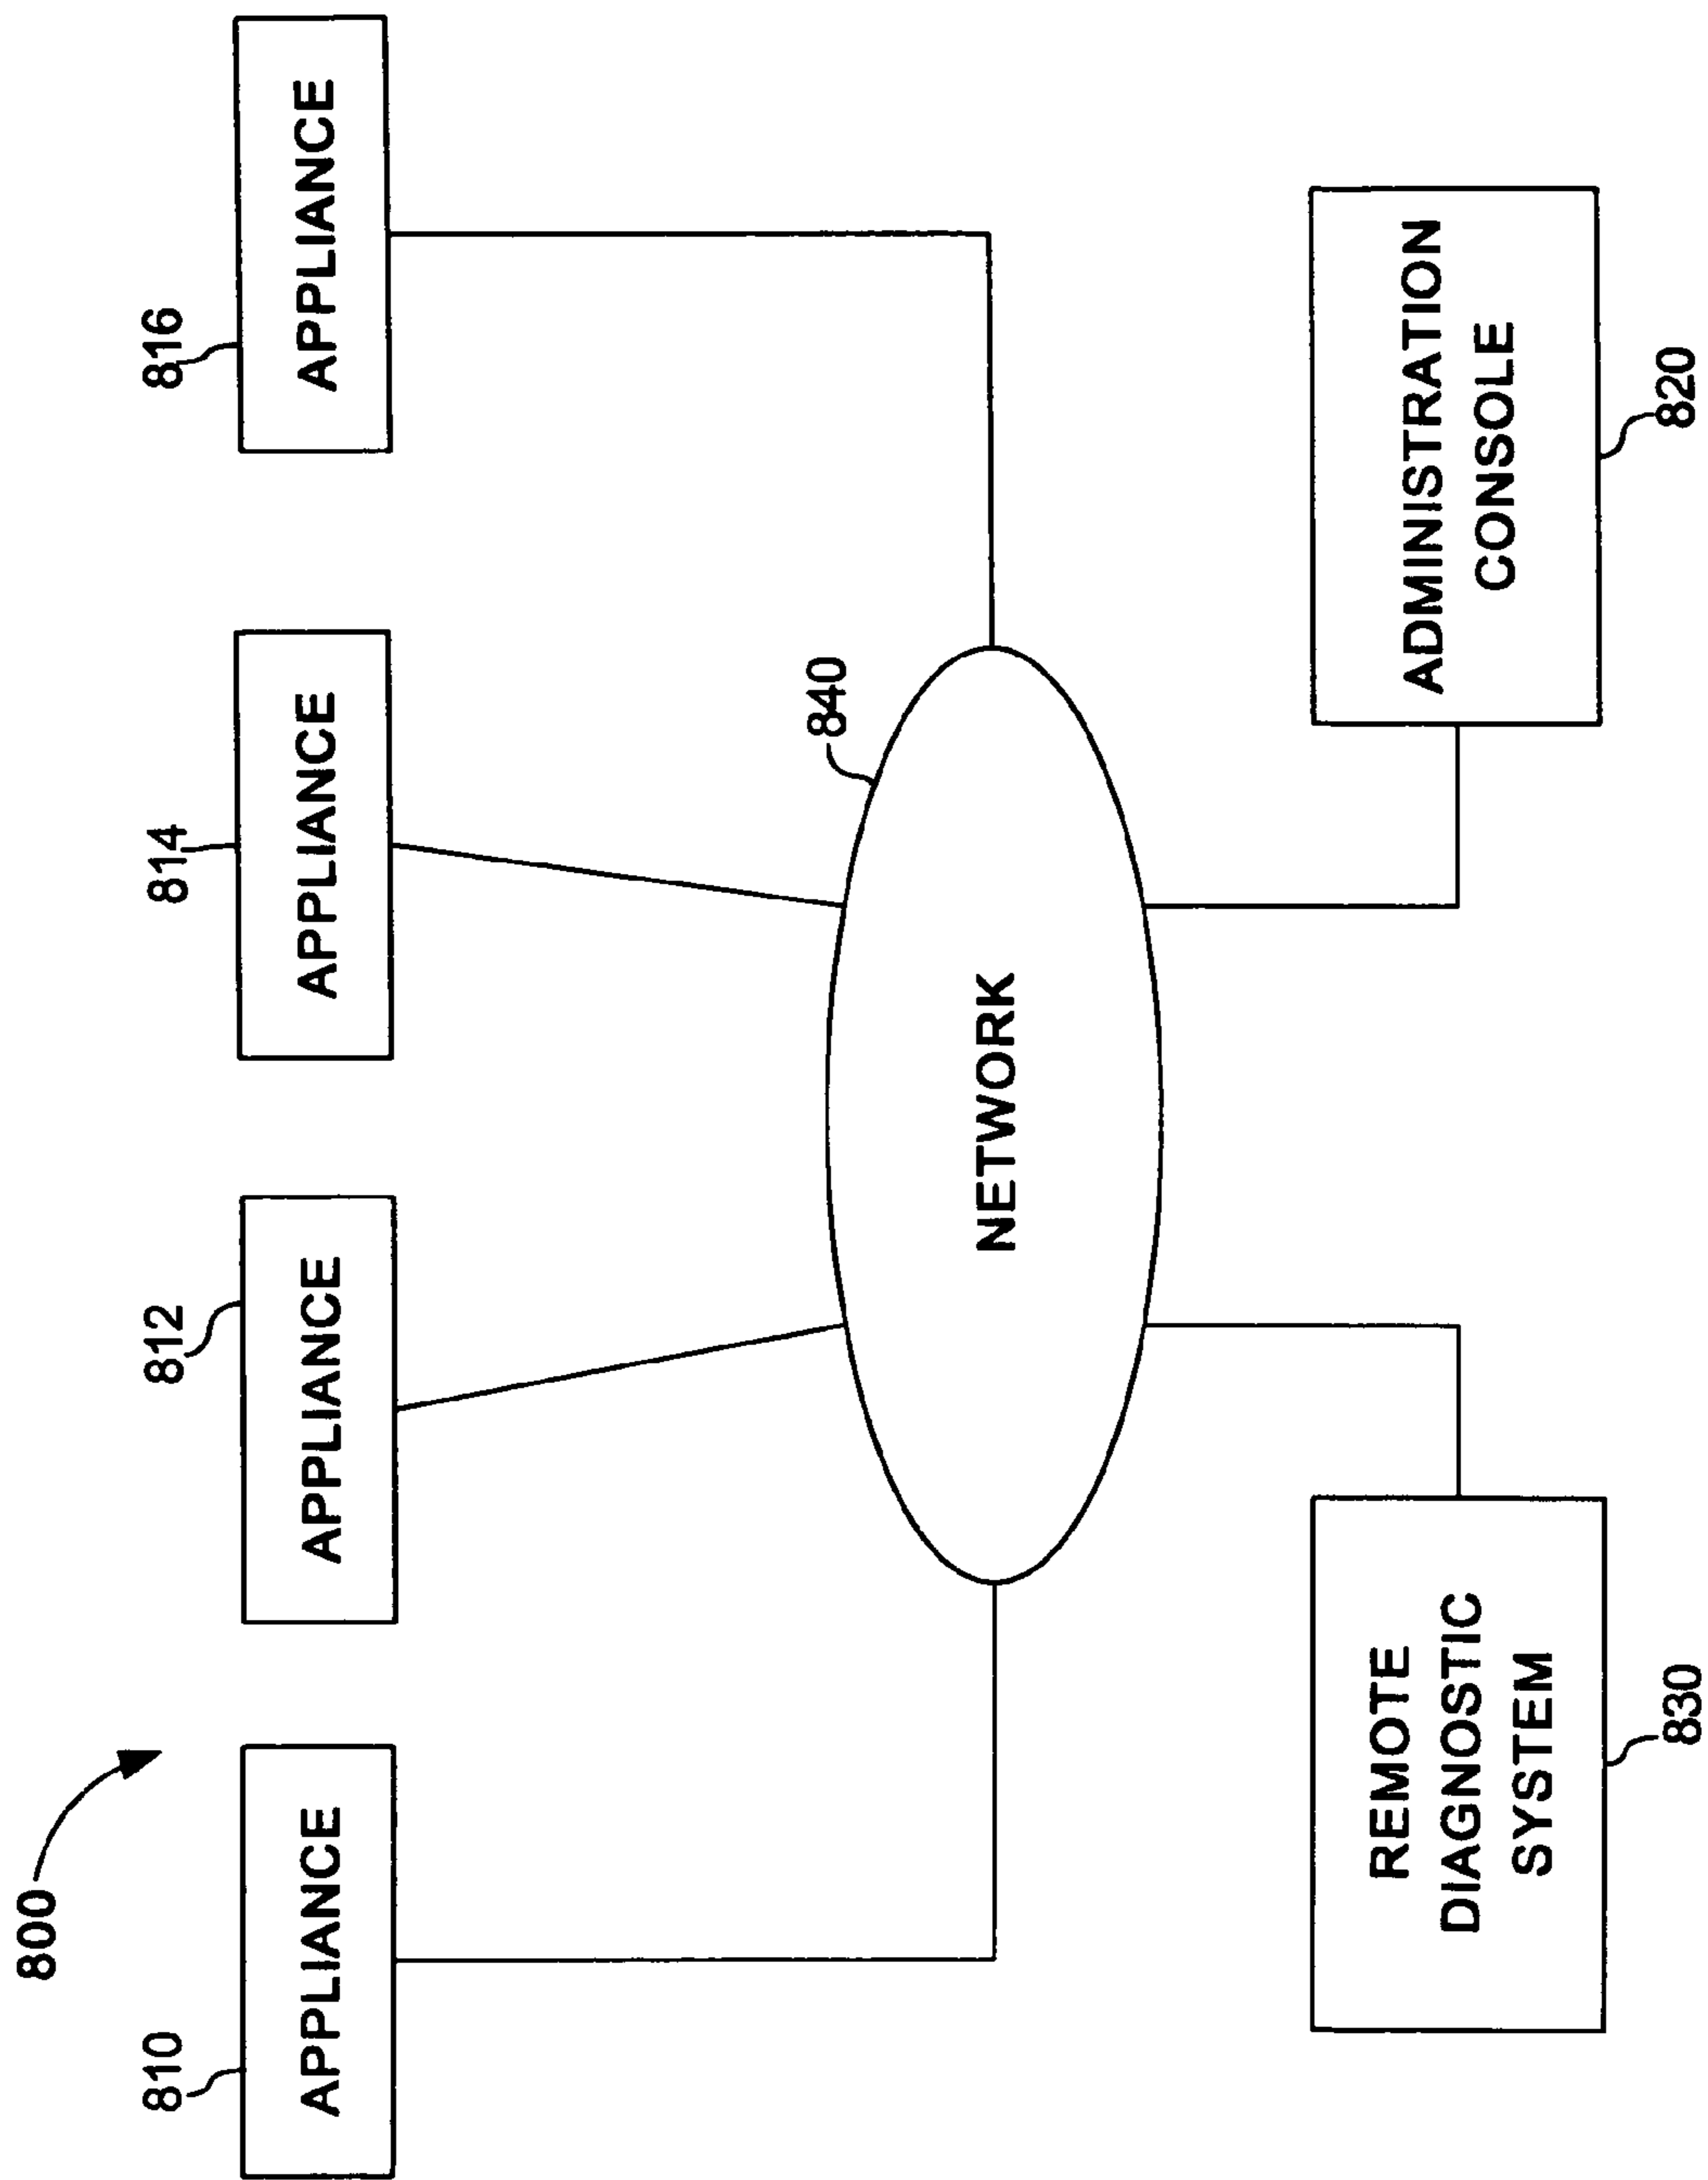 800
810
812
814
816
APPLIANCE
APPLIANCE
APPLIANCE
APPLIANCE
840
NETWORK
REMOTE
DIAGNOSTIC
SYSTEM
830
ADMINISTRATION
CONSOLE
820